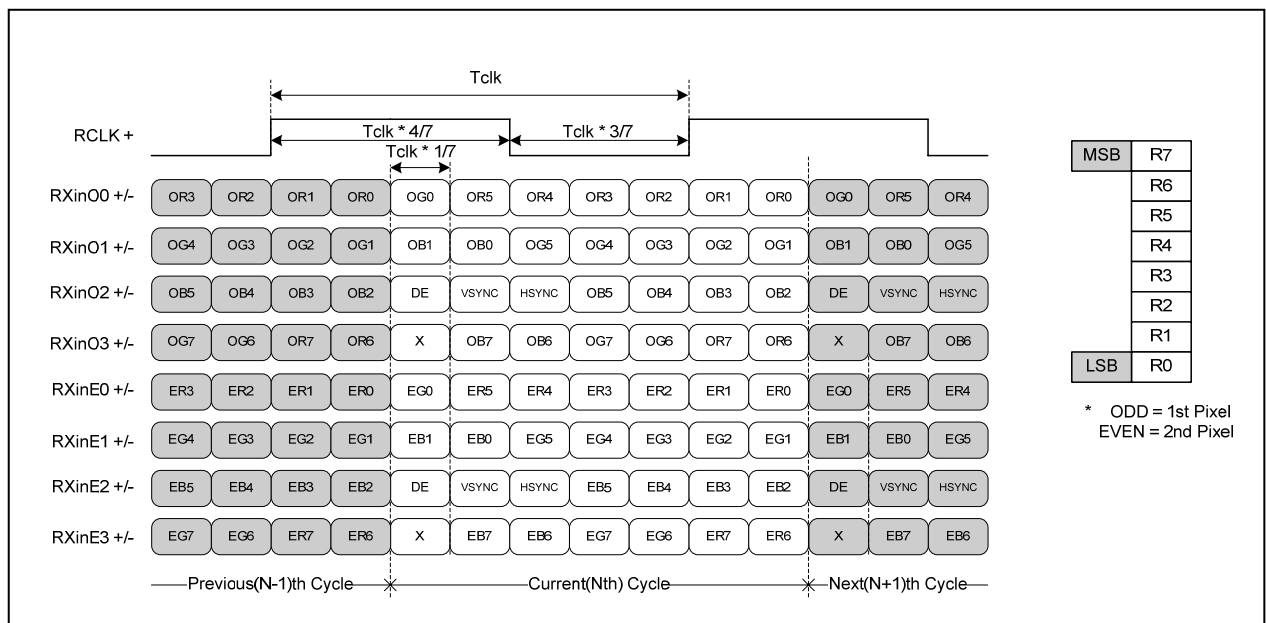 Tclk
RCLK +
Tclk * 4/7
Tclk * 3/7
Tclk * 1/7
RXinO0 +/- OR3 OR2 OR1 OR0 OG0 OR5 OR4 OR3 OR2 OR1 OR0 OG0 OR5 OR4
RXinO1 +/- OG4 OG3 OG2 OG1 OB1 OB0 OG5 OG4 OG3 OG2 OG1 OB1 OB0 OG5
RXinO2 +/- OB5 OB4 OB3 OB2 DE VSYNC HSYNC OB5 OB4 OB3 OB2 DE VSYNC HSYNC
RXinO3 +/- OG7 OG6 OR7 OR6 X OB7 OB6 OG7 OG6 OR7 OR6 X OB7 OB6
RXinE0 +/- ER3 ER2 ER1 ER0 EG0 ER5 ER4 ER3 ER2 ER1 ER0 EG0 ER5 ER4
RXinE1 +/- EG4 EG3 EG2 EG1 EB1 EB0 EG5 EG4 EG3 EG2 EG1 EB1 EB0 EG5
RXinE2 +/- EB5 EB4 EB3 EB2 DE VSYNC HSYNC EB5 EB4 EB3 EB2 DE VSYNC HSYNC
RXinE3 +/- EG7 EG6 ER7 ER6 X EB7 EB6 EG7 EG6 ER7 ER6 X EB7 EB6
Previous(N-1)th Cycle Current(Nth) Cycle Next(N+1)th Cycle
MSB R7
R6
R5
R4
R3
R2
R1
LSB R0
* ODD = 1st Pixel
EVEN = 2nd Pixel